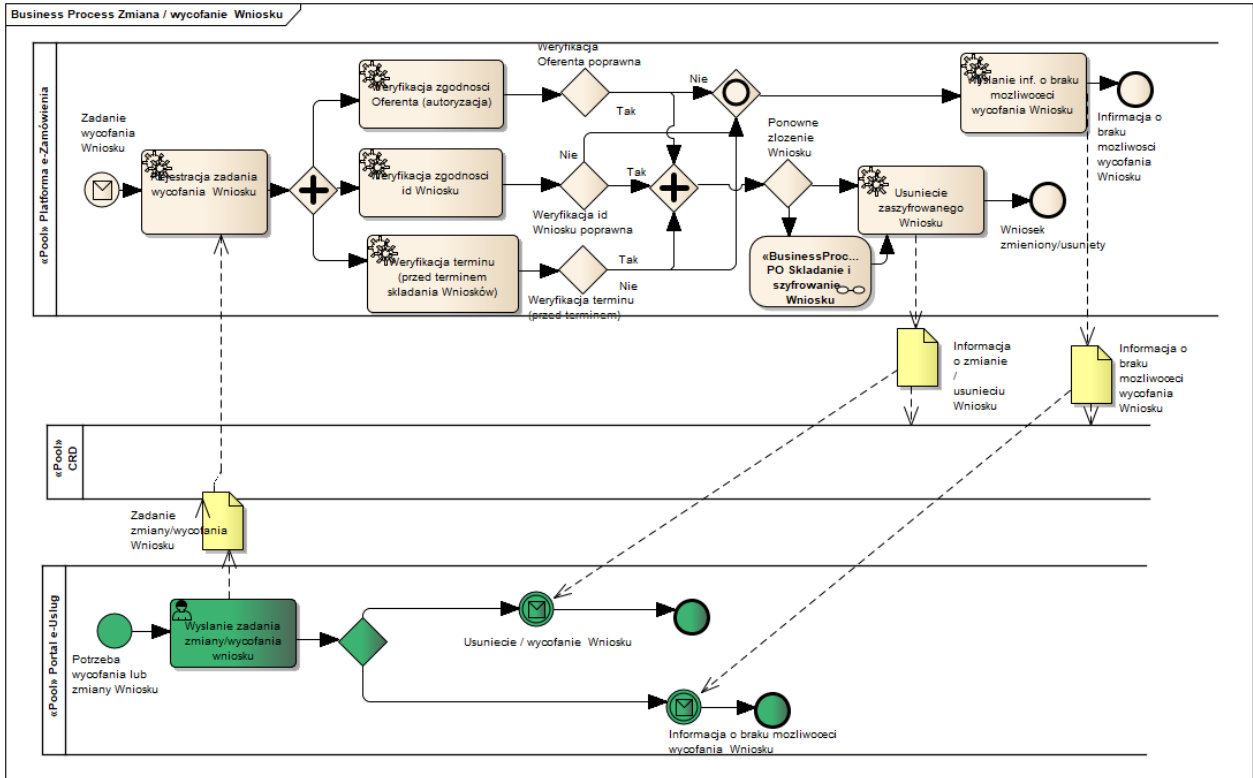 Business Process Zmiana / wycofanie Wniosku
«Pool» Platforma e-Zamówienia
Zadanie
wycofania
Wniosku
Rejestracja zadania
wycofania Wniosku
Weryfikacja zgodnosci
Oferenta (autoryzacja)
Weryfikacja
Oferenta poprawna
Nie
Tak
Weryfikacja zgodnosci
id Wniosku
Nie
Tak
Weryfikacja id
Wniosku poprawna
Weryfikacja terminu
(przed terminem
skladania Wniosków)
Tak
Nie
Weryfikacja terminu
(przed terminem)
Ponowne
zlozenie
Wniosku
«BusinessProc...
PO Skladanie i
szyfrowanie
Wniosku
Usuniecie
zaszyfrowanego
Wniosku
Wniosek
zmieniony/usuniety
Wyslanie inf. o braku
mozliwoceci
wycofania Wniosku
Infirmacja o
braku
mozliwosci
wycofania
Wniosku
Informacja
o zmianie
/
usunieciu
Wniosku
Informacja o
braku
mozliwoceci
wycofania
Wniosku
«Pool»
CRD
Zadanie
zmiany/wycofania
Wniosku
«Pool» Portal e-Uslug
Potrzeba
wycofania lub
zmiany Wniosku
Wyslanie zadania
zmiany/wycofania
wniosku
Usuniecie / wycofanie Wniosku
Informacja o braku mozliwoceci
wycofania Wniosku